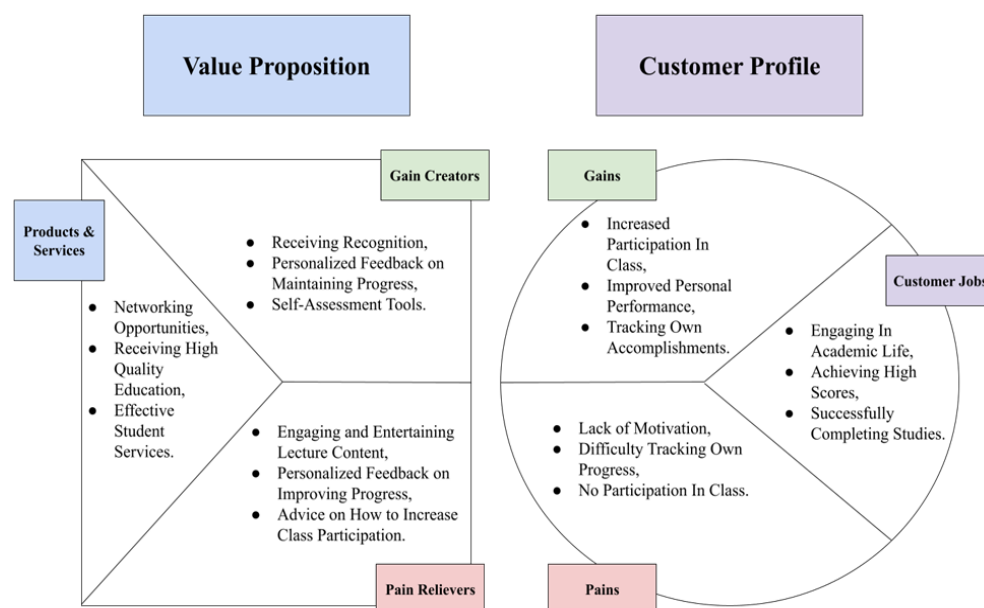 Value Proposition
Customer Profile
Gain Creators
● Receiving Recognition,
● Personalized Feedback on
Maintaining Progress,
● Self-Assessment Tools.
Products &
Services
● Networking
Opportunities,
● Receiving High
Quality
Education,
● Effective
Student
Services.
● Engaging and Entertaining
Lecture Content,
● Personalized Feedback on
Improving Progress,
● Advice on How to Increase
Class Participation.
Pain Relievers
Gains
● Increased
Participation In
Class,
● Improved Personal
Performance,
● Tracking Own
Accomplishments.
Customer Jobs
● Engaging In
Academic Life,
● Achieving High
Scores,
● Successfully
Completing Studies.
● Lack of Motivation,
● Difficulty Tracking Own
Progress,
● No Participation In Class.
Pains